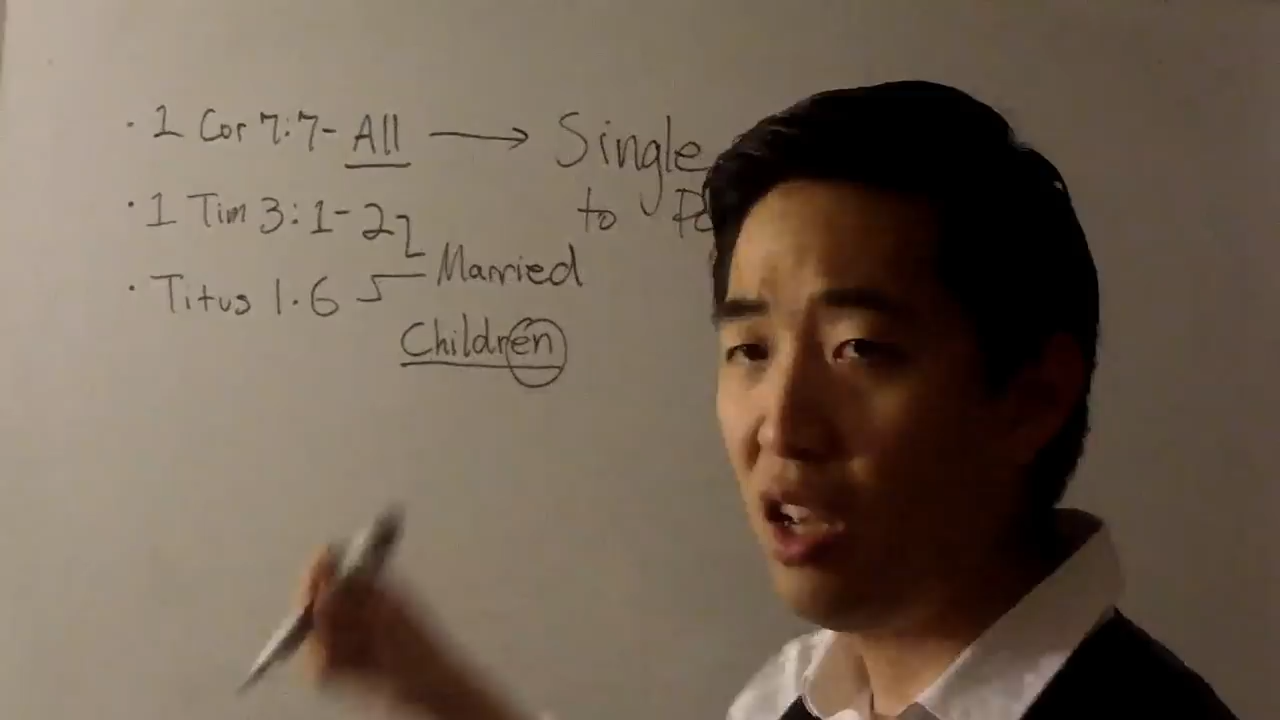 · 1 Cor 7:7 - All → Single
to
· 1 Tim 3:1-2
· Titus 1.6 Married
Children